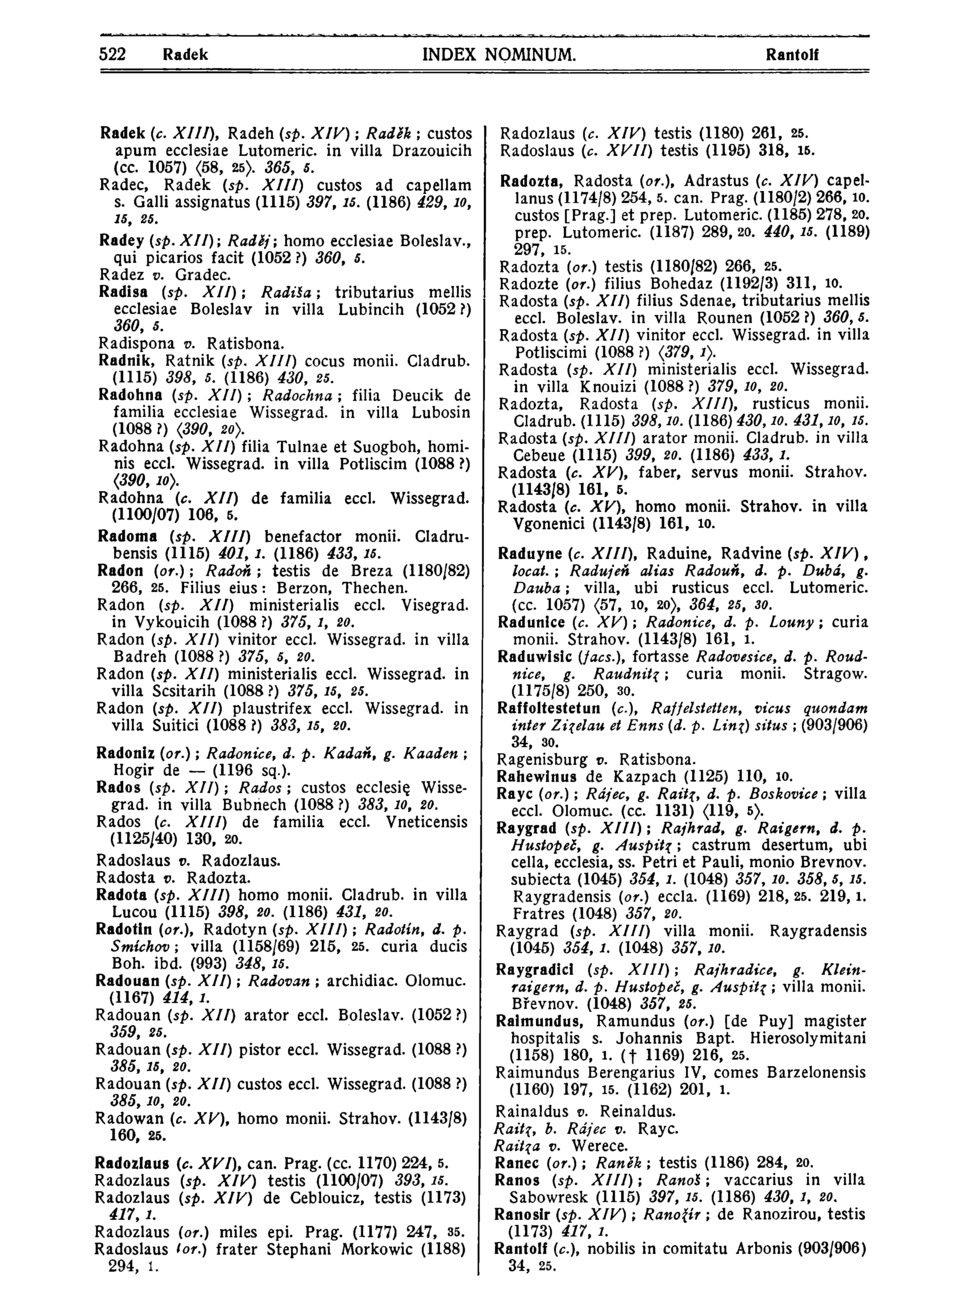 522 Radek INDEX NOMINUM. Rantolf
Radek (c. XIII), Radeh (sp. XIV) ; Raděk ; custos
apum ecclesiae Lutomeric. in villa Drazouicih
(cc. 1057) ⟨58, 25⟩. 365, 5.
Radec, Radek (sp. XIII) custos ad capellam
s. Galli assignatus (1115) 397, 15. (1186) 429, 10,
15, 25.
Radey (sp. XII) ; Raděj ; homo ecclesiae Boleslav.,
qui picarios facit (1052 ?) 360, 5.
Radez v. Gradec.
Radisa (sp. XII) ; Radiša ; tributarius mellis
ecclesiae Boleslav in villa Lubincih (1052 ?)
360, 5.
Radispona v. Ratisbona.
Radnik, Ratnik (sp. XIII) cocus monii. Cladrub.
(1115) 398, 5. (1186) 430, 25.
Radohna (sp. XII) ; Radochna ; filia Deucik de
familia ecclesiae Wissegrad. in villa Lubosin
(1088 ?) ⟨390, 20⟩.
Radohna (sp. XII) filia Tulnae et Suogboh, homi-
nis eccl. Wissegrad. in villa Potliscim (1088 ?)
⟨390, 10⟩.
Radohna (c. XII) de familia eccl. Wissegrad.
(1100/07) 106, 5.
Radoma (sp. XIII) benefactor monii. Cladru-
bensis (1115) 401, 1. (1186) 433, 15.
Radon (or.) ; Radoň ; testis de Breza (1180/82)
266, 25. Filius eius : Berzon, Thechen.
Radon (sp. XII) ministerialis eccl. Visegrad.
in Vykouicih (1088 ?) 375, 1, 20.
Radon (sp. XII) vinitor eccl. Wissegrad. in villa
Badreh (1088 ?) 375, 5, 20.
Radon (sp. XII) ministerialis eccl. Wissegrad. in
villa Scsitarih (1088 ?) 375, 15, 25.
Radon (sp. XII) plaustrifex eccl. Wissegrad. in
villa Suitici (1088 ?) 383, 15, 20.
Radoniz (or.) ; Radonice, d. p. Kadaň, g. Kaaden ;
Hogir de — (1196 sq.).
Rados (sp. XII) ; Rados ; custos ecclesię Wisse-
grad. in villa Bubnech (1088 ?) 383, 10, 20.
Rados (c. XIII) de familia eccl. Vneticensis
(1125/40) 130, 20.
Radoslaus v. Radozlaus.
Radosta v. Radozta.
Radota (sp. XIII) homo monii. Cladrub. in villa
Lucou (1115) 398, 20. (1186) 431, 20.
Radotin (or.), Radotyn (sp. XIII) ; Radotín, d. p.
Smíchov ; villa (1158/69) 215, 25. curia ducis
Boh. ibd. (993) 348, 15.
Radouan (sp. XII) ; Radovan ; archidiac. Olomuc.
(1167) 414, 1.
Radouan (sp. XII) arator eccl. Boleslav. (1052 ?)
359, 25.
Radouan (sp. XII) pistor eccl. Wissegrad. (1088 ?)
385, 15, 20.
Radouan (sp. XII) custos eccl. Wissegrad. (1088 ?)
385, 10, 20.
Radowan (c. XV), homo monii. Strahov. (1143/8)
160, 25.
Radozlaus (c. XVI), can. Prag. (cc. 1170) 224, 5.
Radozlaus (sp. XIV) testis (1100/07) 393, 15.
Radozlaus (sp. XIV) de Ceblouicz, testis (1173)
417, 1.
Radozlaus (or.) miles epi. Prag. (1177) 247, 35.
Radoslaus (or.) frater Stephani Morkowic (1188)
294, 1.
Radozlaus (c. XIV) testis (1180) 261, 25.
Radoslaus (c. XVII) testis (1195) 318, 15.
Radozta, Radosta (or.), Adrastus (c. XIV) capel-
lanus (1174/8) 254, 5. can. Prag. (1180/2) 266, 10.
custos [Prag.] et prep. Lutomeric. (1185) 278, 20.
prep. Lutomeric. (1187) 289, 20. 440, 15. (1189)
297, 15.
Radozta (or.) testis (1180/82) 266, 25.
Radozte (or.) filius Bohedaz (1192/3) 311, 10.
Radosta (sp. XII) filius Sdenae, tributarius mellis
eccl. Boleslav. in villa Rounen (1052 ?) 360, 5.
Radosta (sp. XII) vinitor eccl. Wissegrad. in villa
Potliscimi (1088 ?) ⟨379, 1⟩.
Radosta (sp. XII) ministerialis eccl. Wissegrad.
in villa Knouizi (1088 ?) 379, 10, 20.
Radozta, Radosta (sp. XIII), rusticus monii.
Cladrub. (1115) 398, 10. (1186) 430, 10. 431, 10, 15.
Radosta (sp. XIII) arator monii. Cladrub. in villa
Cebeue (1115) 399, 20. (1186) 433, 1.
Radosta (c. XV), faber, servus monii. Strahov.
(1143/8) 161, 5.
Radosta (c. XV), homo monii. Strahov. in villa
Vgonenici (1143/8) 161, 10.
Raduyne (c. XIII), Raduine, Radvine (sp. XIV) ,
locat. ; Radujeň alias Radouň, d. p. Dubá, g.
Dauba ; villa, ubi rusticus eccl. Lutomeric.
(cc. 1057) ⟨57, 10, 20⟩, 364, 25, 30.
Radunice (c. XV) ; Radonice, d. p. Louny ; curia
monii. Strahov. (1143/8) 161, 1.
Raduwisic (facs.), fortasse Radovesice, d. p. Roud-
nice, g. Raudnitz ; curia monii. Stragow.
(1175/8) 250, 30.
Raffoltestetun (c.), Raffelstetten, vicus quondam
inter Zizelau et Enns (d. p. Linz) situs ; (903/906)
34, 30.
Ragenisburg v. Ratisbona.
Rahewinus de Kazpach (1125) 110, 10.
Rayc (or.) ; Rájec, g. Raitz, d. p. Boskovice ; villa
eccl. Olomuc. (cc. 1131) ⟨119, 5⟩.
Raygrad (sp. XIII) ; Rajhrad, g. Raigern, d. p.
Hustopeč, g. Auspitz ; castrum desertum, ubi
cella, ecclesia, ss. Petri et Pauli, monio Brevnov.
subiecta (1045) 354, 1. (1048) 357, 10. 358, 5, 15.
Raygradensis (or.) eccla. (1169) 218, 25. 219, 1.
Fratres (1048) 357, 20.
Raygrad (sp. XIII) villa monii. Raygradensis
(1045) 354, 1. (1048) 357, 10.
Raygradici (sp. XIII) ; Rajhradice, g. Klein-
raigern, d. p. Hustopeč, g. Auspitz ; villa monii.
Břevnov. (1048) 357, 25.
Raimundus, Ramundus (or.) [de Puy] magister
hospitalis s. Johannis Bapt. Hierosolymitani
(1158) 180, 1. († 1169) 216, 25.
Raimundus Berengarius IV, comes Barzelonensis
(1160) 197, 15. (1162) 201, 1.
Rainaldus v. Reinaldus.
Raitz, b. Rájec v. Rayc.
Raitza v. Werece.
Ranec (or.) ; Raněk ; testis (1186) 284, 20.
Ranos (sp. XIII) ; Ranoš ; vaccarius in villa
Sabowresk (1115) 397, 15. (1186) 430, 1, 20.
Ranosir (sp. XIV) ; Ranožir ; de Ranozirou, testis
(1173) 417, 1.
Rantolf (c.), nobilis in comitatu Arbonis (903/906)
34, 25.